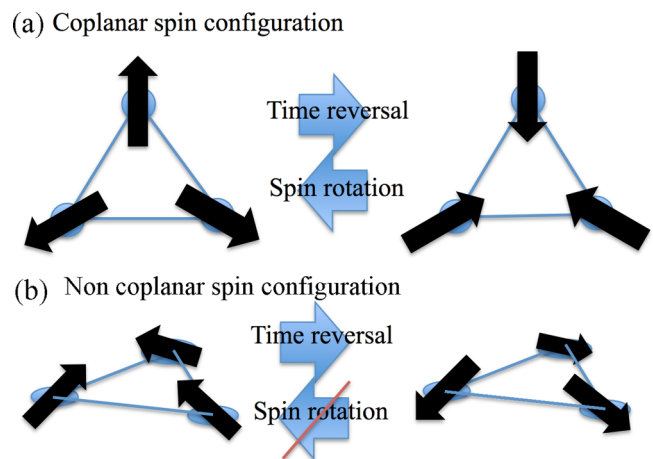 (a) Coplanar spin configuration
Time reversal
Spin rotation
(b) Non coplanar spin configuration
Time reversal
Spin rotation